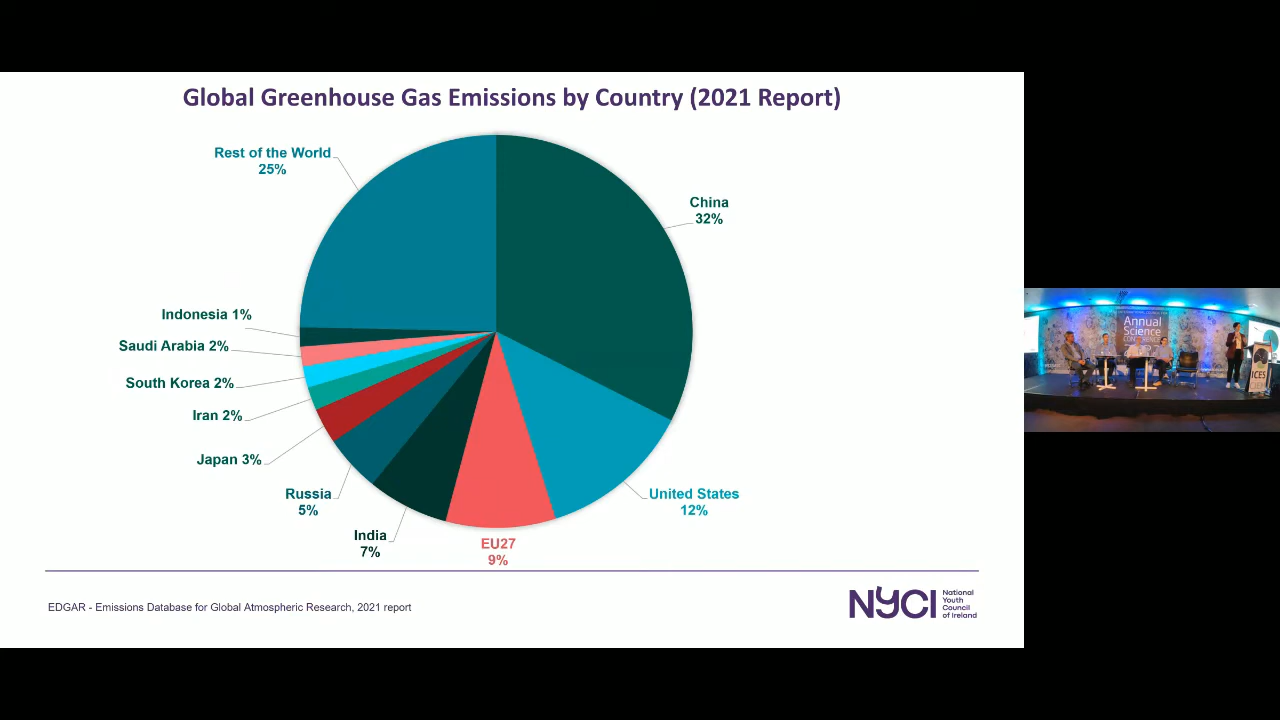 Global Greenhouse Gas Emissions by Country (2021 Report)
Rest of the World
25%
China
32%
Indonesia 1%
Saudi Arabia 2%
South Korea 2%
Iran 2%
Japan 3%
Russia
5%
United States
12%
India
7%
EU27
9%
EDGAR - Emissions Database for Global Atmospheric Research, 2021 report
NYCI
National
Youth
Council
of Ireland
Annual
Science
ICES
CIEM